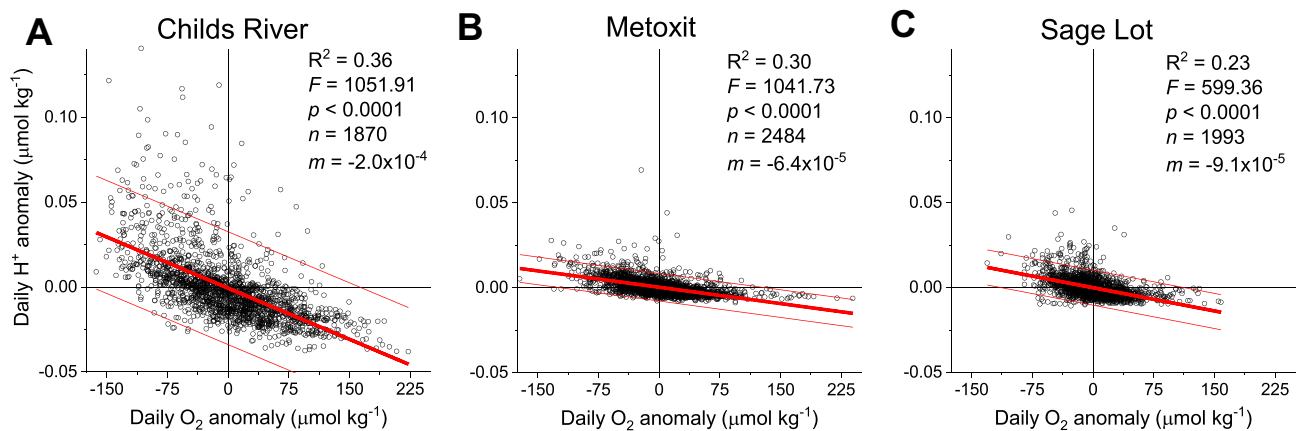 A Childs River
R² = 0.36
F = 1051.91
p < 0.0001
n = 1870
m = -2.0x10⁻⁴
Daily H⁺ anomaly (μmol kg⁻¹)
0.10
0.05
0.00
-0.05
-150 -75 0 75 150 225
Daily O₂ anomaly (μmol kg⁻¹)
B Metoxit
R² = 0.30
F = 1041.73
p < 0.0001
n = 2484
m = -6.4x10⁻⁵
0.10
0.05
0.00
-0.05
-150 -75 0 75 150 225
Daily O₂ anomaly (μmol kg⁻¹)
C Sage Lot
R² = 0.23
F = 599.36
p < 0.0001
n = 1993
m = -9.1x10⁻⁵
0.10
0.05
0.00
-0.05
-150 -75 0 75 150 225
Daily O₂ anomaly (μmol kg⁻¹)